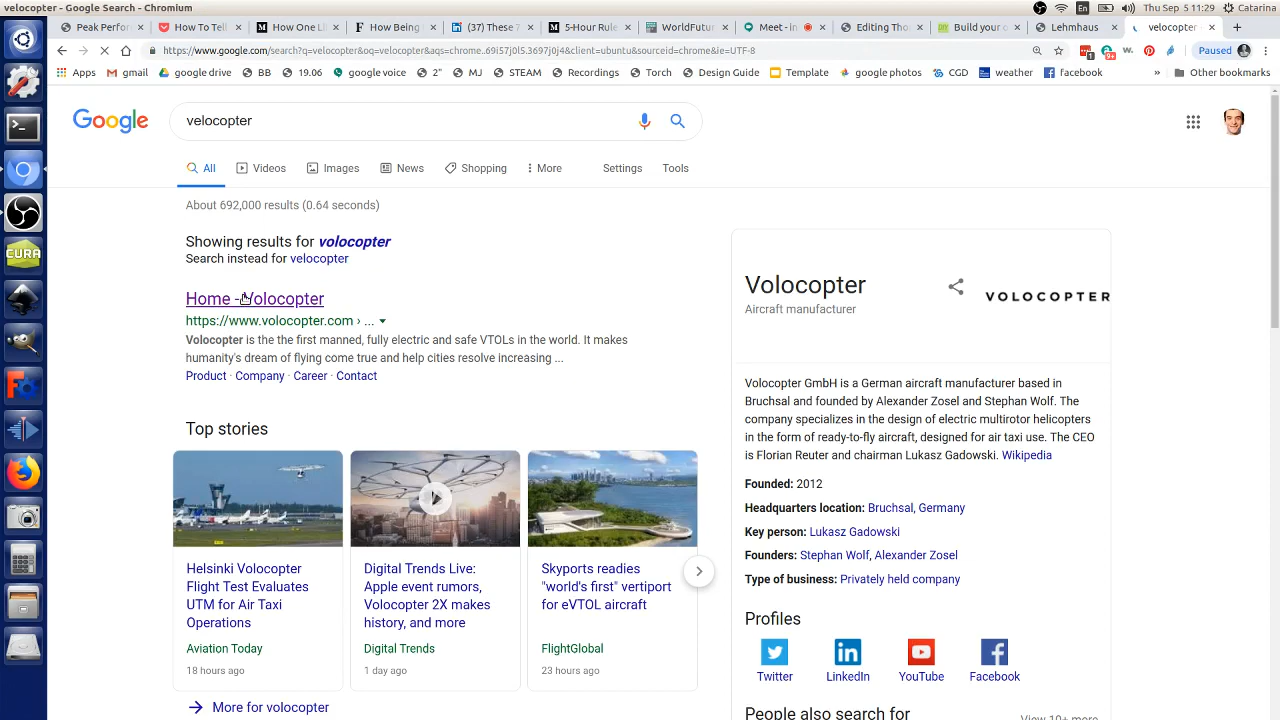 velocopter - Google Search - Chromium
En
Thu Sep 5 11:29
Catarina
Peak Perfor
How To Tell
How the Li
Hot Being
(3) These 7
5-Hour Rule
WorldFutu
Meet - in
Editing Tho
Build your o
Lehmhaus
velocopter
https://www.google.com/search?q=velocopter&oq=velocopter&aqs=chrome..69i57j0l5.3697j0j4&client=ubuntu&sourceid=chrome&ie=UTF-8
1
9+
w.
Paused
Apps
gmail
google drive
BB
19.06
google voice
2"
MJ
STEAM
Recordings
Torch
Design Guide
Template
google photos
CGD
weather
facebook
»
Other bookmarks
Google
velocopter
All
Videos
Images
News
Shopping
More
Settings
Tools
About 692,000 results (0.64 seconds)
Showing results for volocopter
Search instead for velocopter
Home - Volocopter
https://www.volocopter.com › ...
Volocopter is the the first manned, fully electric and safe VTOLs in the world. It makes
humanity's dream of flying come true and help cities resolve increasing ...
Product · Company · Career · Contact
Top stories
Helsinki Volocopter
Flight Test Evaluates
UTM for Air Taxi
Operations
Aviation Today
18 hours ago
Digital Trends Live:
Apple event rumors,
Volocopter 2X makes
history, and more
Digital Trends
1 day ago
Skyports readies
"world's first" vertiport
for eVTOL aircraft
FlightGlobal
23 hours ago
More for volocopter
Volocopter
Aircraft manufacturer
VOLOCOPTER
Volocopter GmbH is a German aircraft manufacturer based in
Bruchsal and founded by Alexander Zosel and Stephan Wolf. The
company specializes in the design of electric multirotor helicopters
in the form of ready-to-fly aircraft, designed for air taxi use. The CEO
is Florian Reuter and chairman Lukasz Gadowski. Wikipedia
Founded: 2012
Headquarters location: Bruchsal, Germany
Key person: Lukasz Gadowski
Founders: Stephan Wolf, Alexander Zosel
Type of business: Privately held company
Profiles
Twitter
LinkedIn
YouTube
Facebook
People also search for
View 10+ more
CURA